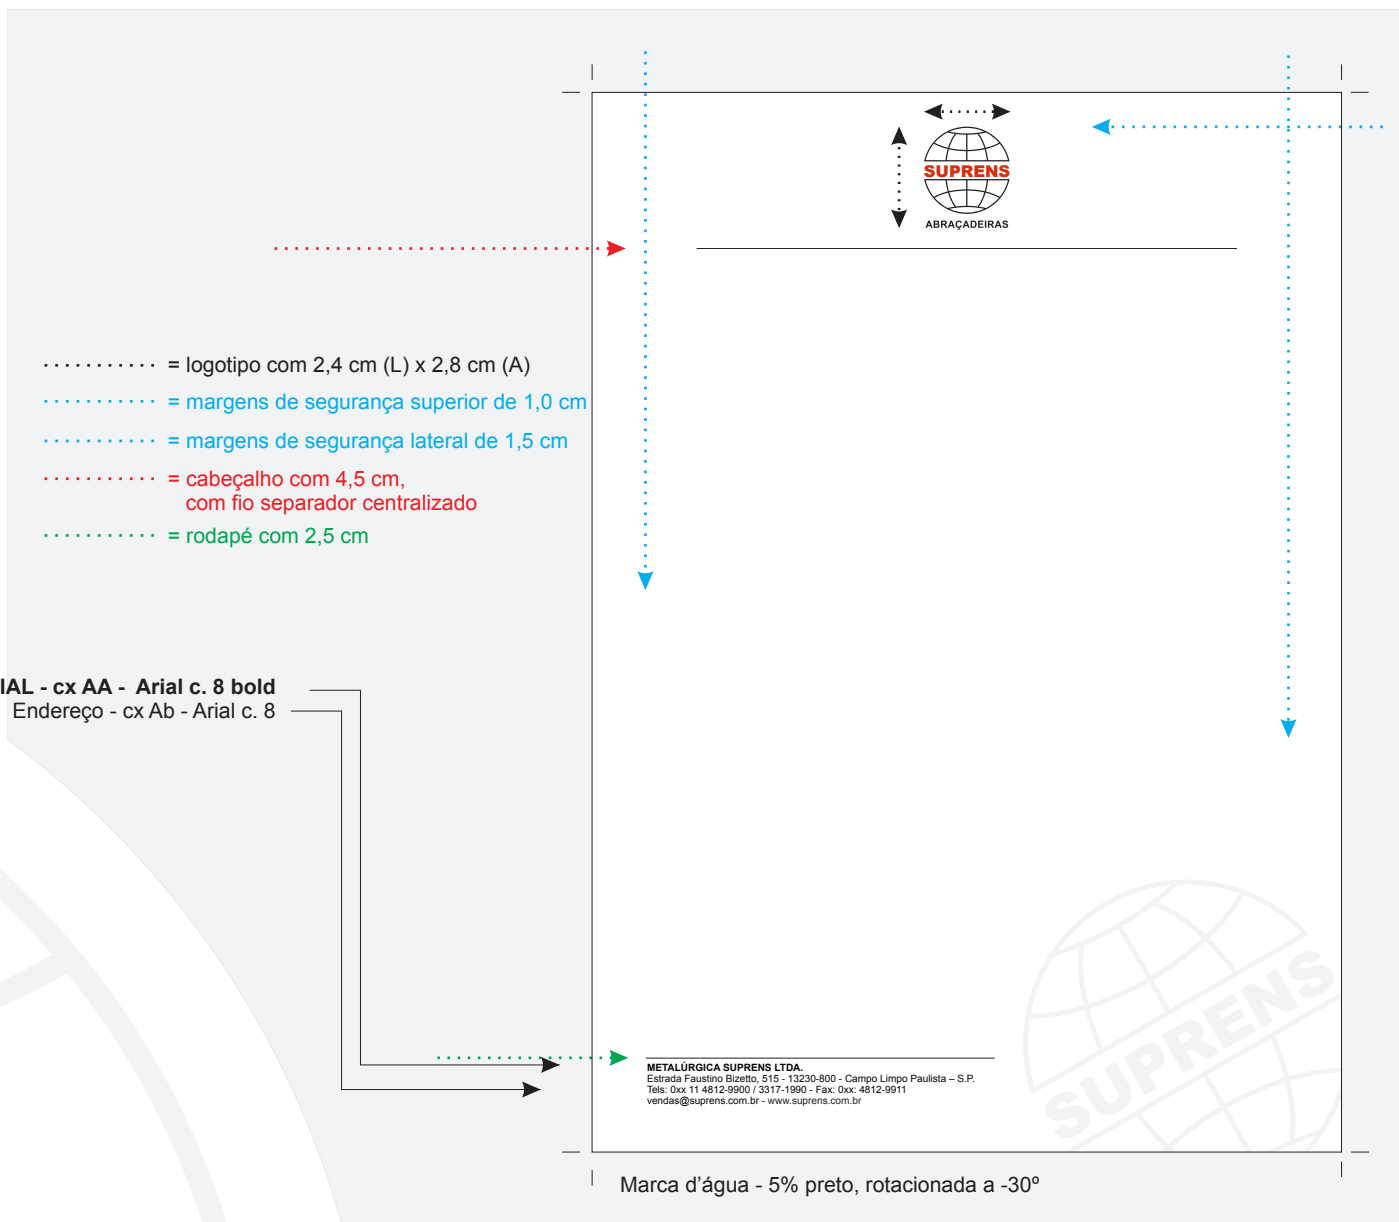 SUPRENS
ABRAÇADEIRAS
= logotipo com 2,4 cm (L) x 2,8 cm (A)
= margens de segurança superior de 1,0 cm
= margens de segurança lateral de 1,5 cm
= cabeçalho com 4,5 cm,
com fio separador centralizado
= rodapé com 2,5 cm
IAL - cx AA - Arial c. 8 bold
Endereço - cx Ab - Arial c. 8
SUPRENS
METALÚRGICA SUPRENS LTDA.
Estrada Faustino Bizetto, 515 - 13230-800 - Campo Limpo Paulista – S.P.
Tels: 0xx 11 4812-9900 / 3317-1990 - Fax: 0xx: 4812-9911
vendas@suprens.com.br - www.suprens.com.br
Marca d’água - 5% preto, rotacionada a -30º